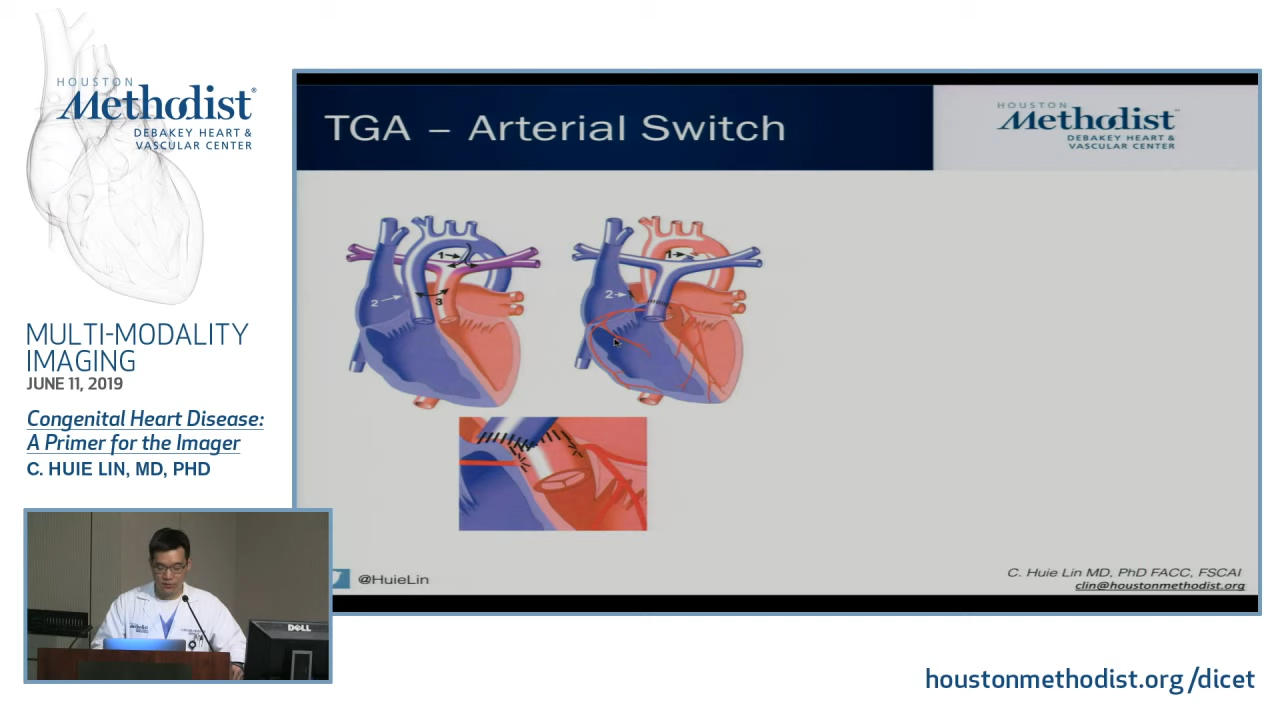 HOUSTON
Methodist®
DEBAKEY HEART &
VASCULAR CENTER
MULTI-MODALITY
IMAGING
JUNE 11, 2019
Congenital Heart Disease:
A Primer for the Imager
C. HUIE LIN, MD, PHD
TGA – Arterial Switch
HOUSTON
Methodist
DEBAKEY HEART &
VASCULAR CENTER
1
2
3
1
2
@HuieLin
C. Huie Lin MD, PhD FACC, FSCAI
clin@houstonmethodist.org
DELL
houstonmethodist.org/dicet